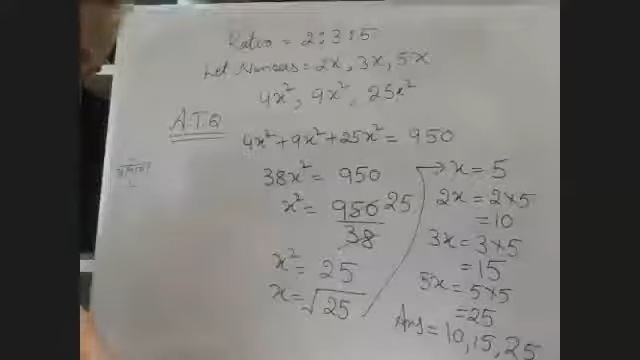 Ratio = 2:3:5
Let Numbers = 2x, 3x, 5x
4x², 9x², 25x²
A.T.Q
4x²+9x²+25x² = 950
38x² = 950
x² = 950 25
38
x² = 25
x = √25
→ x = 5
2x = 2×5
= 10
3x = 3×5
= 15
5x = 5×5
= 25
Ans = 10, 15, 25